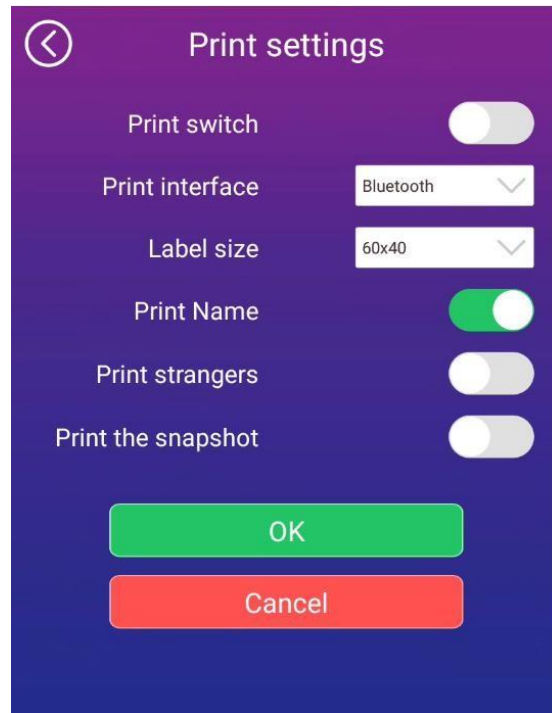 Print settings
Print switch
Print interface Bluetooth
Label size 60x40
Print Name
Print strangers
Print the snapshot
OK
Cancel